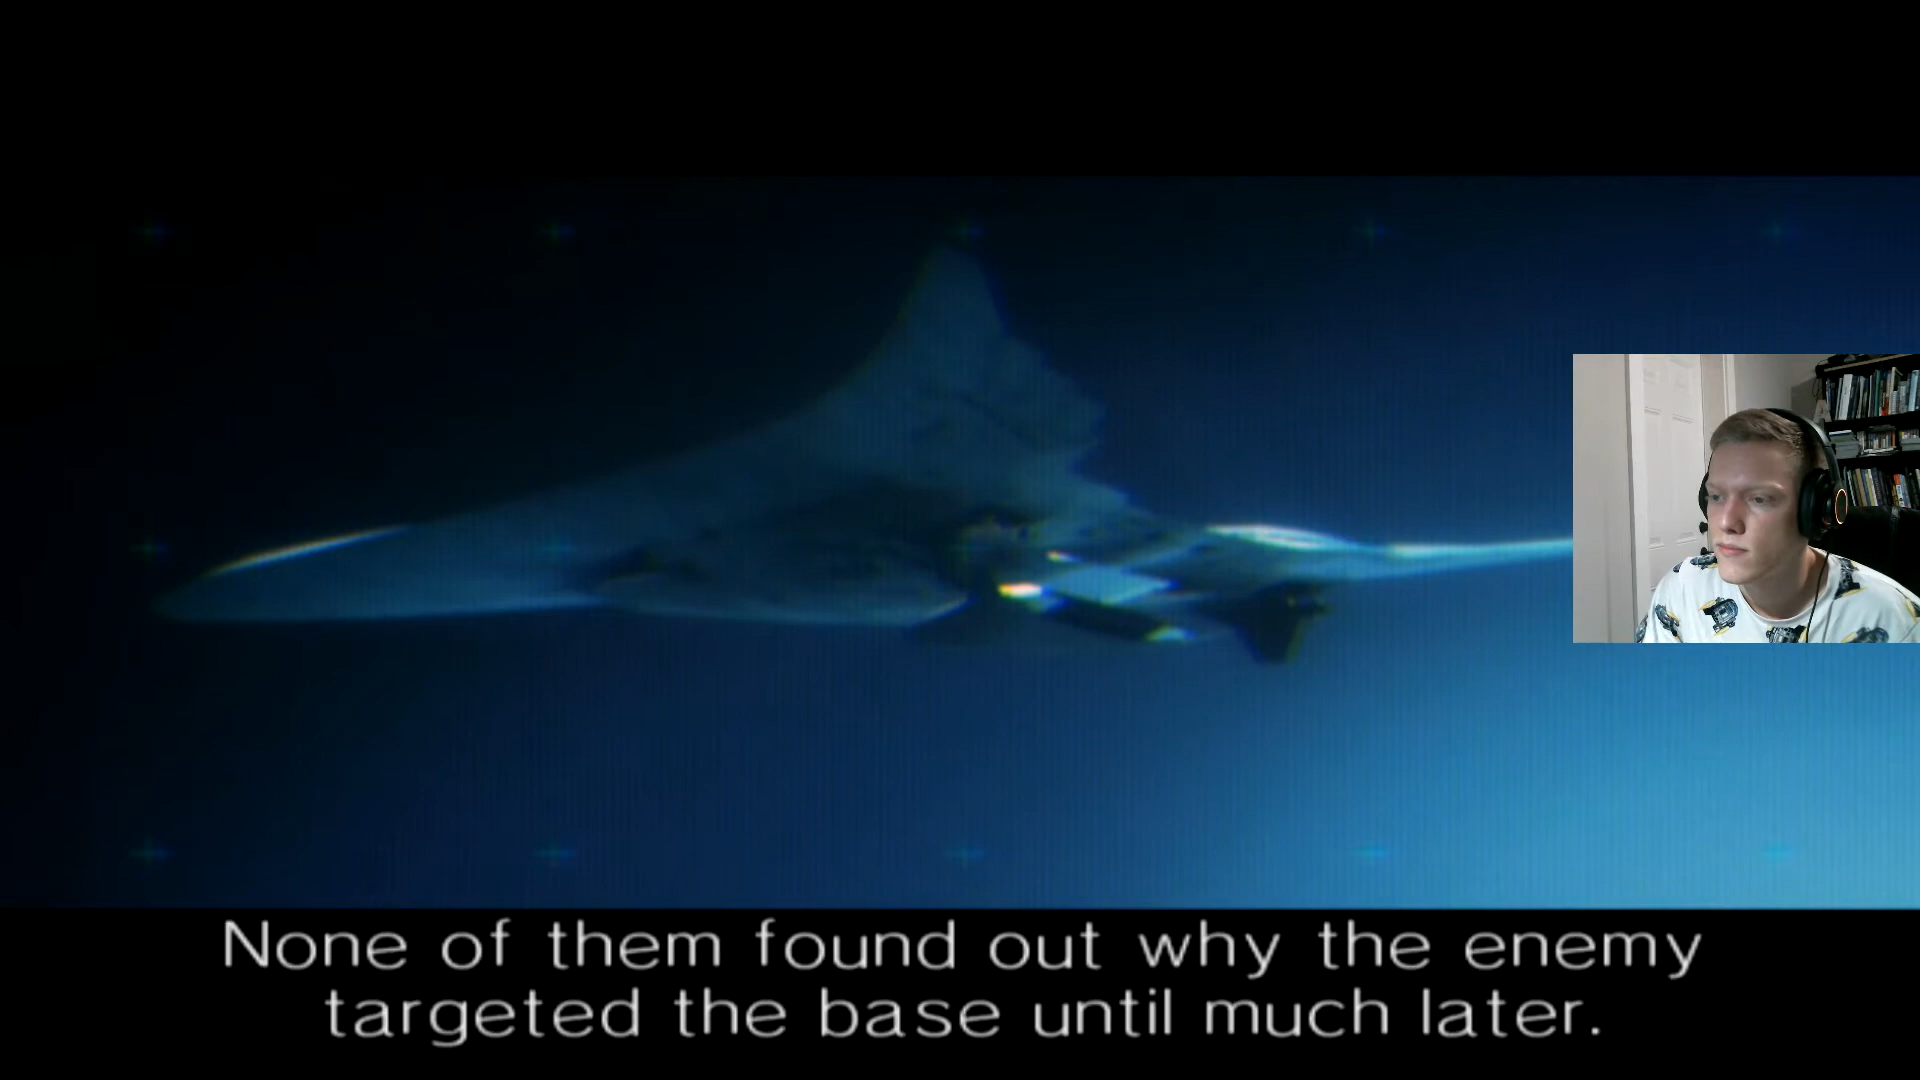 None of them found out why the enemy
targeted the base until much later.